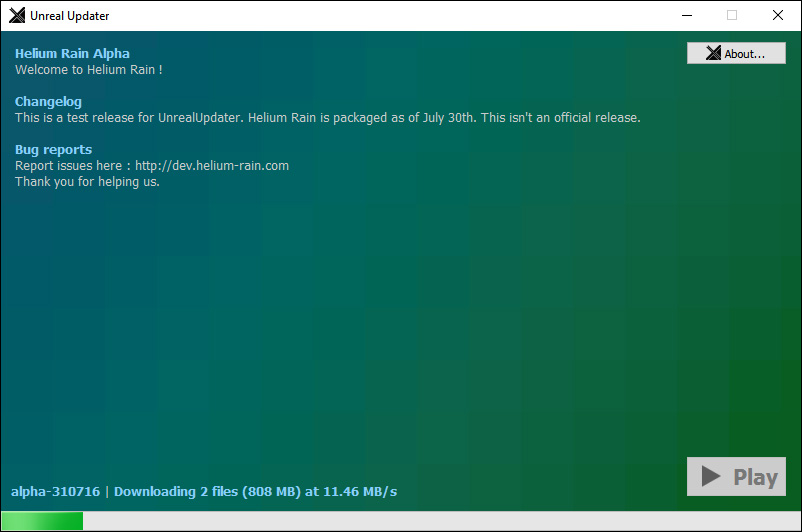 Unreal Updater
Helium Rain Alpha
Welcome to Helium Rain !
About...
Changelog
This is a test release for UnrealUpdater. Helium Rain is packaged as of July 30th. This isn't an official release.
Bug reports
Report issues here : http://dev.helium-rain.com
Thank you for helping us.
alpha-310716 | Downloading 2 files (808 MB) at 11.46 MB/s
Play